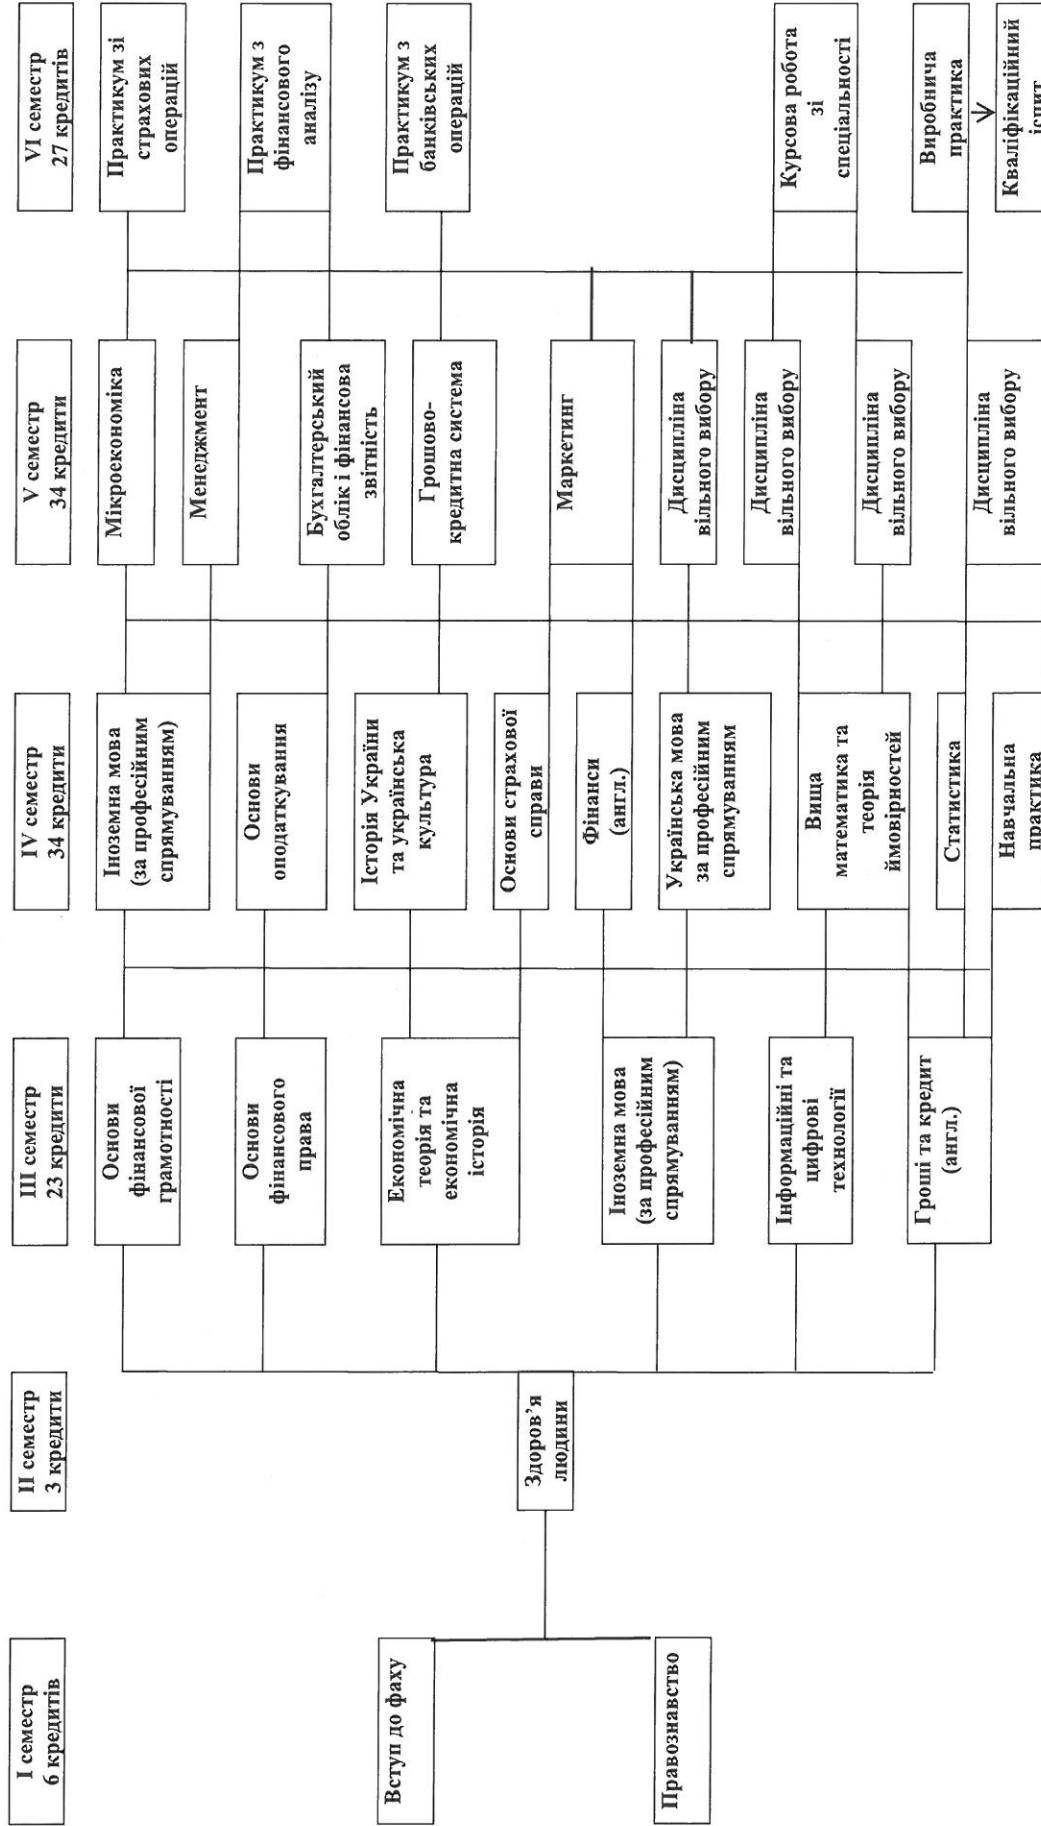 I семестр
6 кредитів
Вступ до фаху
Правознавство
II семестр
3 кредити
Здоров’я
людини
III семестр
23 кредити
Основи
фінансової
грамотності
Основи
фінансового
права
Економічна
теорія та
економічна
історія
Іноземна мова
(за професійним
спрямуванням)
Інформаційні та
цифрові
технології
Гроші та кредит
(англ.)
IV семестр
34 кредити
Іноземна мова
(за професійним
спрямуванням)
Основи
оподаткування
Історія України
та українська
культура
Основи страхової
справи
Фінанси
(англ.)
Українська мова
за професійним
спрямуванням
Вища
математика та
теорія
ймовірностей
Статистика
Навчальна
практика
V семестр
34 кредити
Мікроекономіка
Менеджмент
Бухгалтерський
облік і фінансова
звітність
Грошово-
кредитна система
Маркетинг
Дисципліна
вільного вибору
Дисципліна
вільного вибору
Дисципліна
вільного вибору
Дисципліна
вільного вибору
VI семестр
27 кредитів
Практикум зі
страхових
операцій
Практикум з
фінансового
аналізу
Практикум з
банківських
операцій
Курсова робота
зі
спеціальності
Виробнича
практика
Кваліфікаційний
іспит